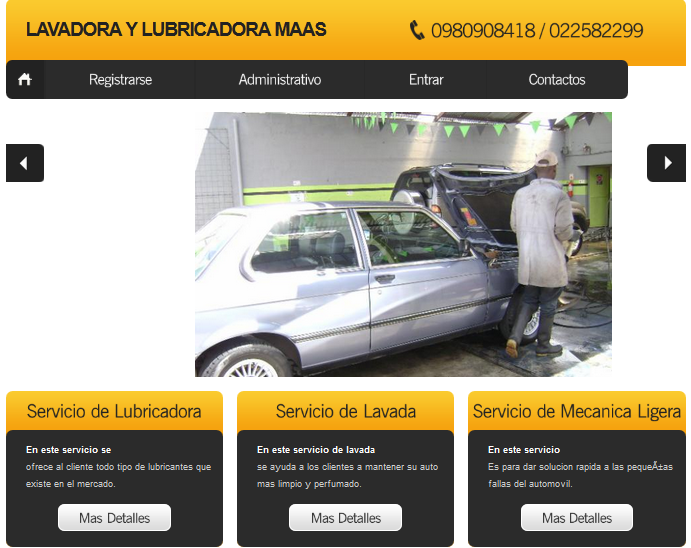 LAVADORA Y LUBRICADORA MAAS
0980908418 / 022582299
Registrarse Administrativo Entrar Contactos
Servicio de Lubricadora
En este servicio se
ofrece al cliente todo tipo de lubricantes que
existe en el mercado.
Mas Detalles
Servicio de Lavada
En este servicio de lavada
se ayuda a los clientes a mantener su auto
mas limpio y perfumado.
Mas Detalles
Servicio de Mecanica Ligera
En este servicio
Es para dar solucion rapida a las pequeÃ±as
fallas del automovil.
Mas Detalles